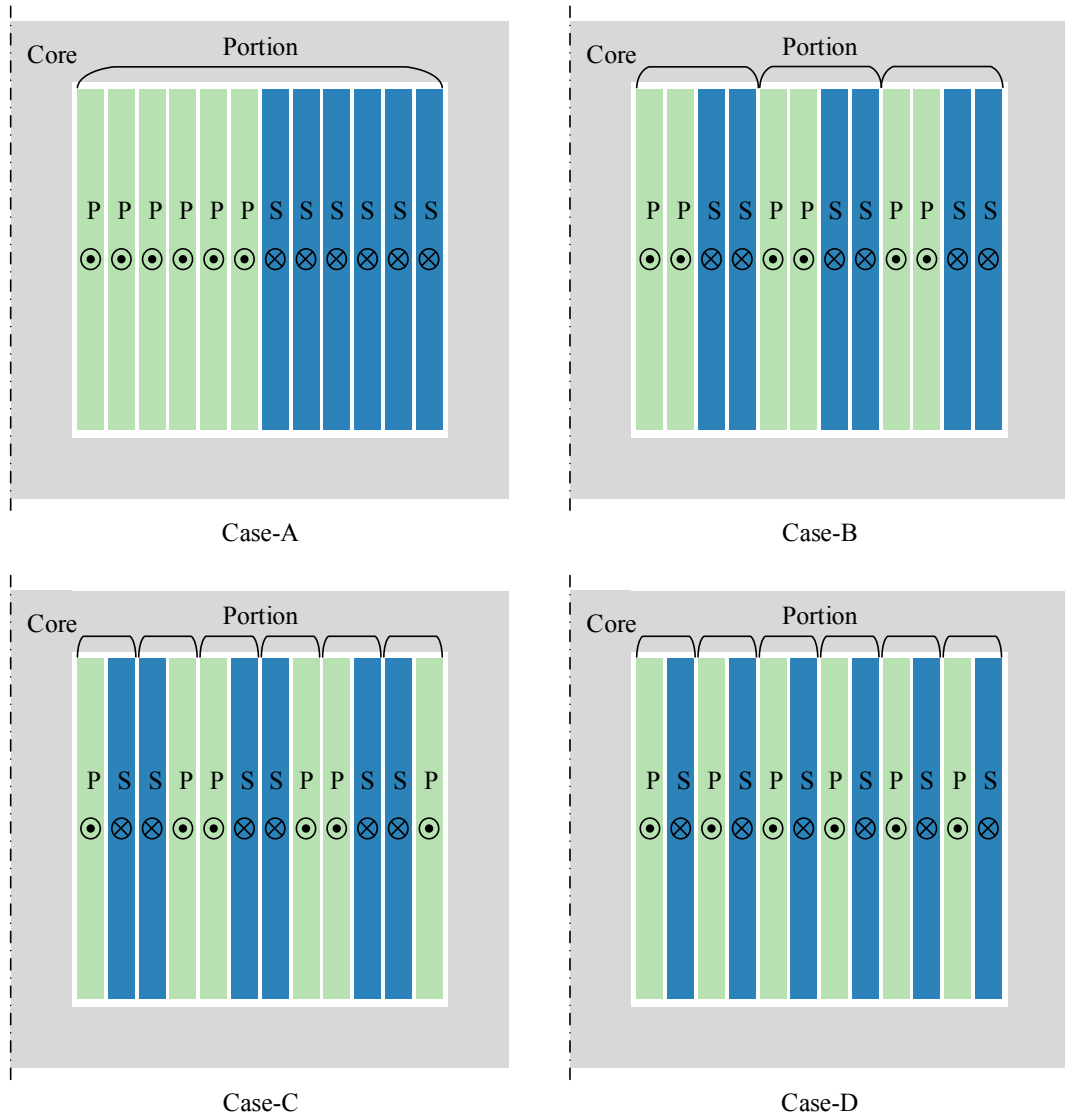 Core Portion
P P P P P P S S S S S S
Case-A
Core Portion
P P S S P P S S P P S S
Case-B
Core Portion
P S S P P S S P P S S P
Case-C
Core Portion
P S P S P S P S P S P S
Case-D